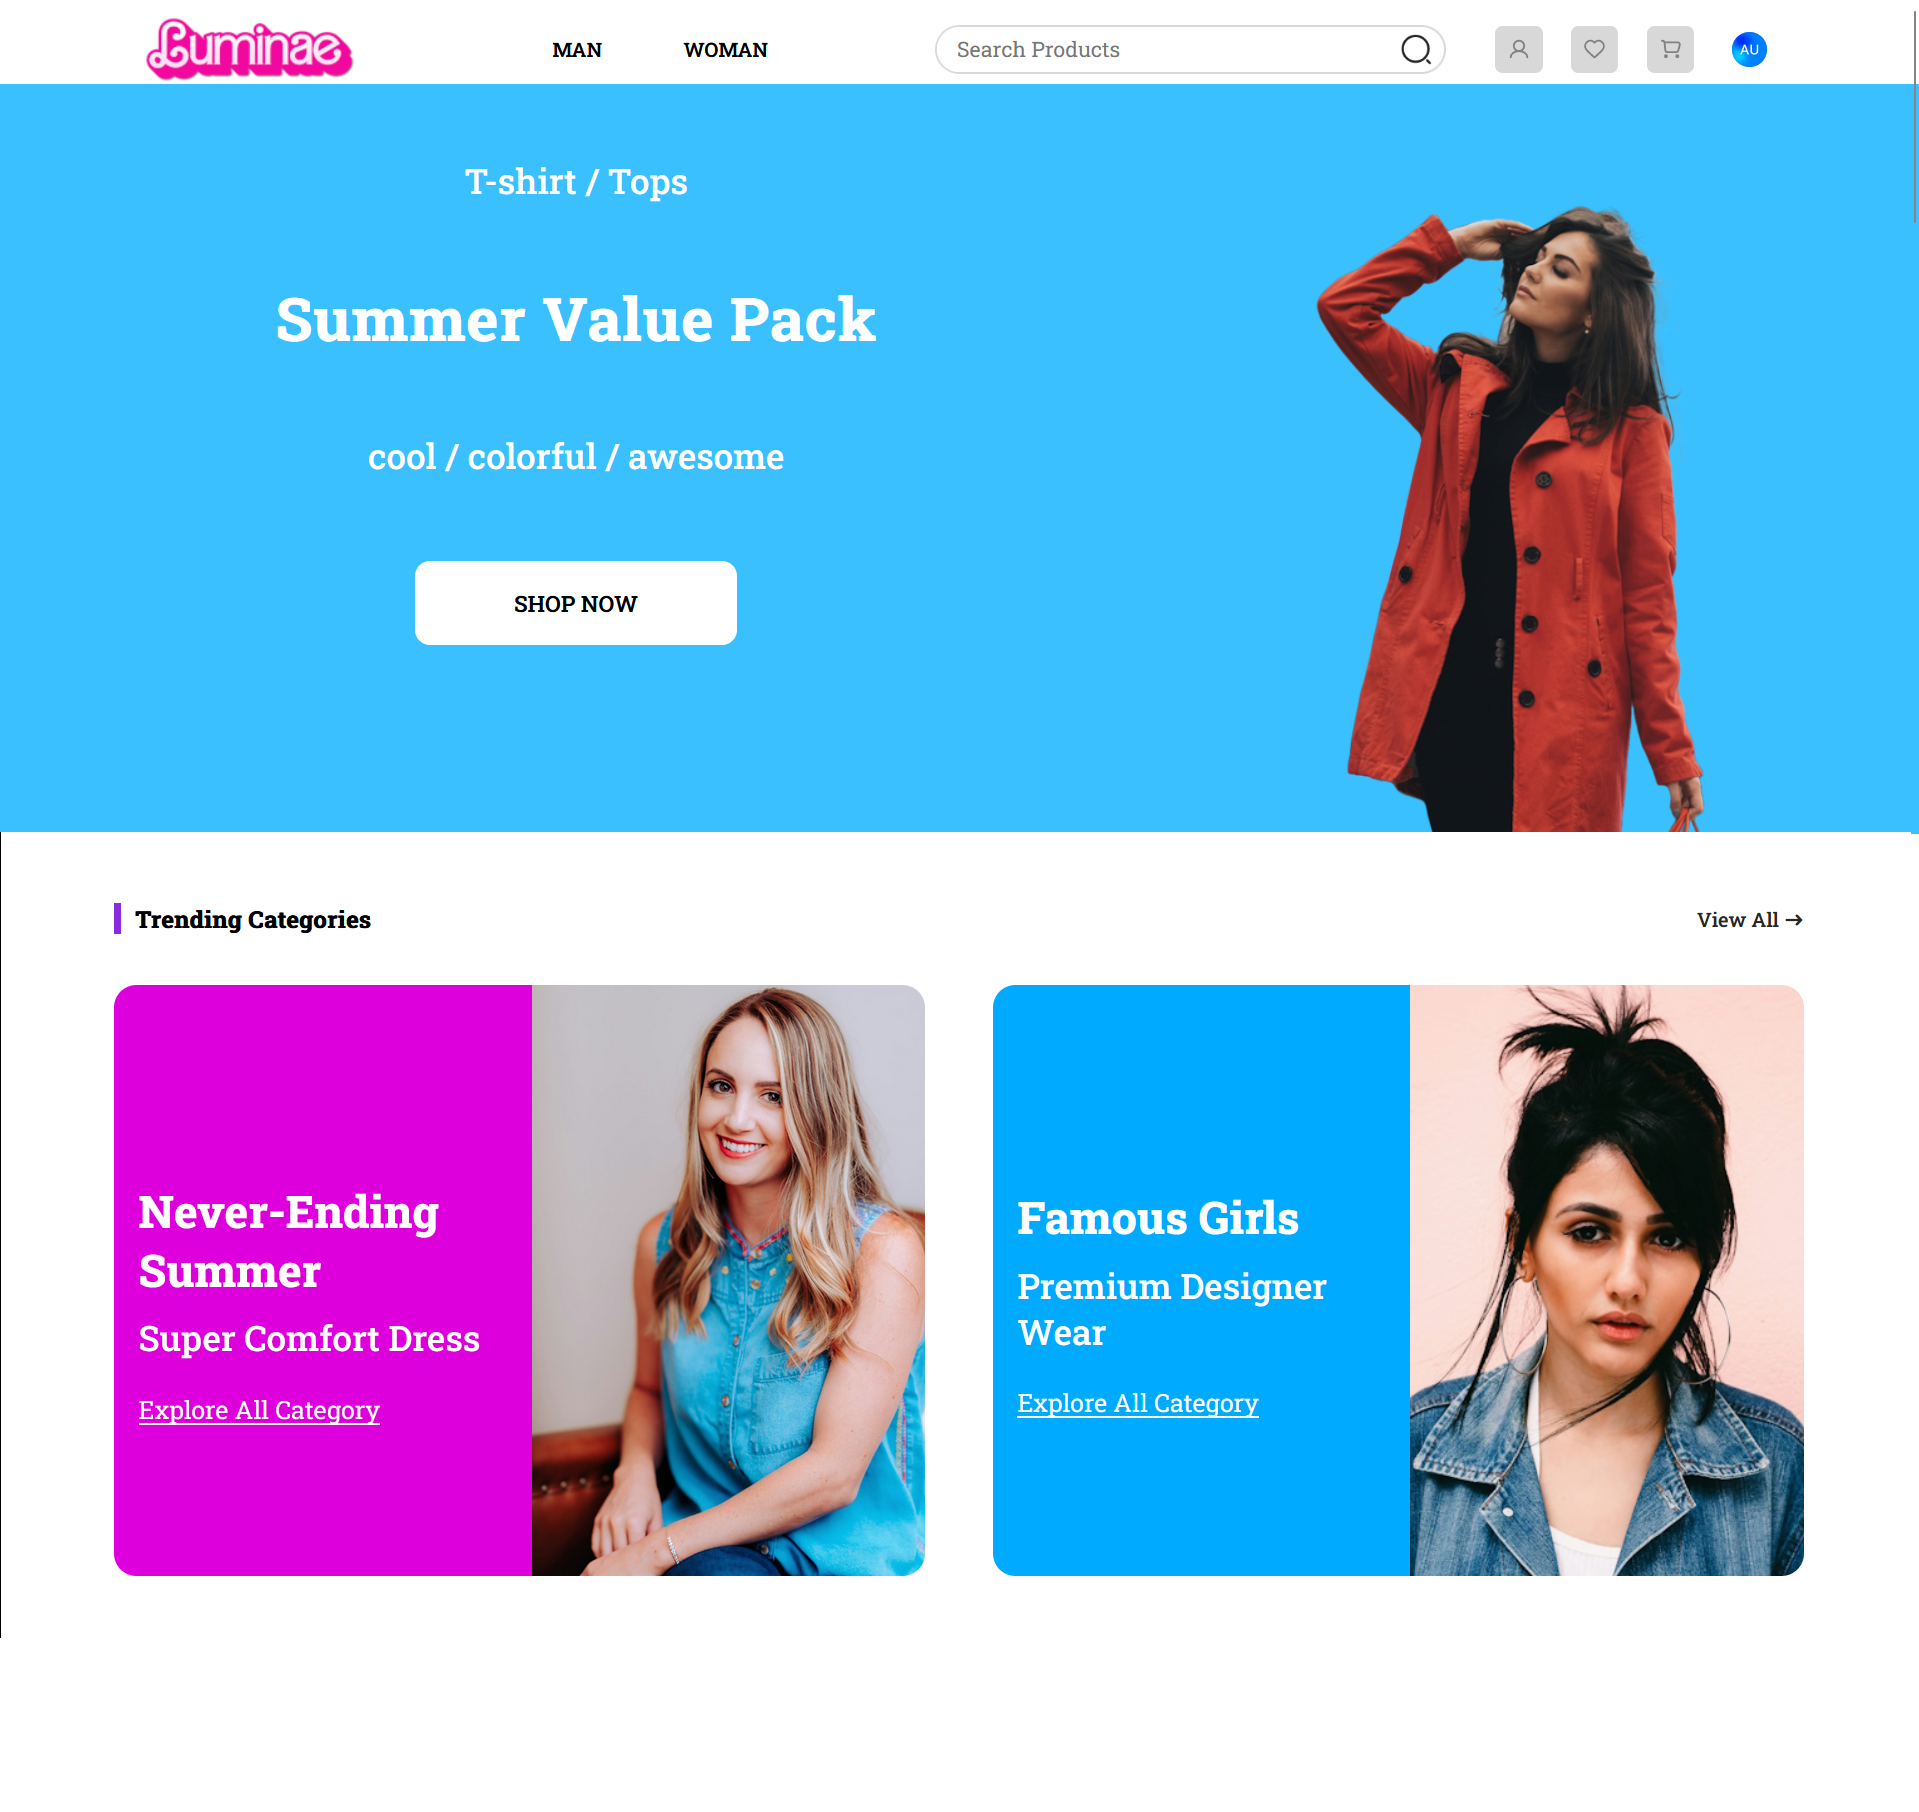 Luminae
MAN
WOMAN
Search Products
AU
T-shirt / Tops
Summer Value Pack
cool / colorful / awesome
SHOP NOW
Trending Categories
View All →
Never-Ending
Summer
Super Comfort Dress
Explore All Category
Famous Girls
Premium Designer
Wear
Explore All Category